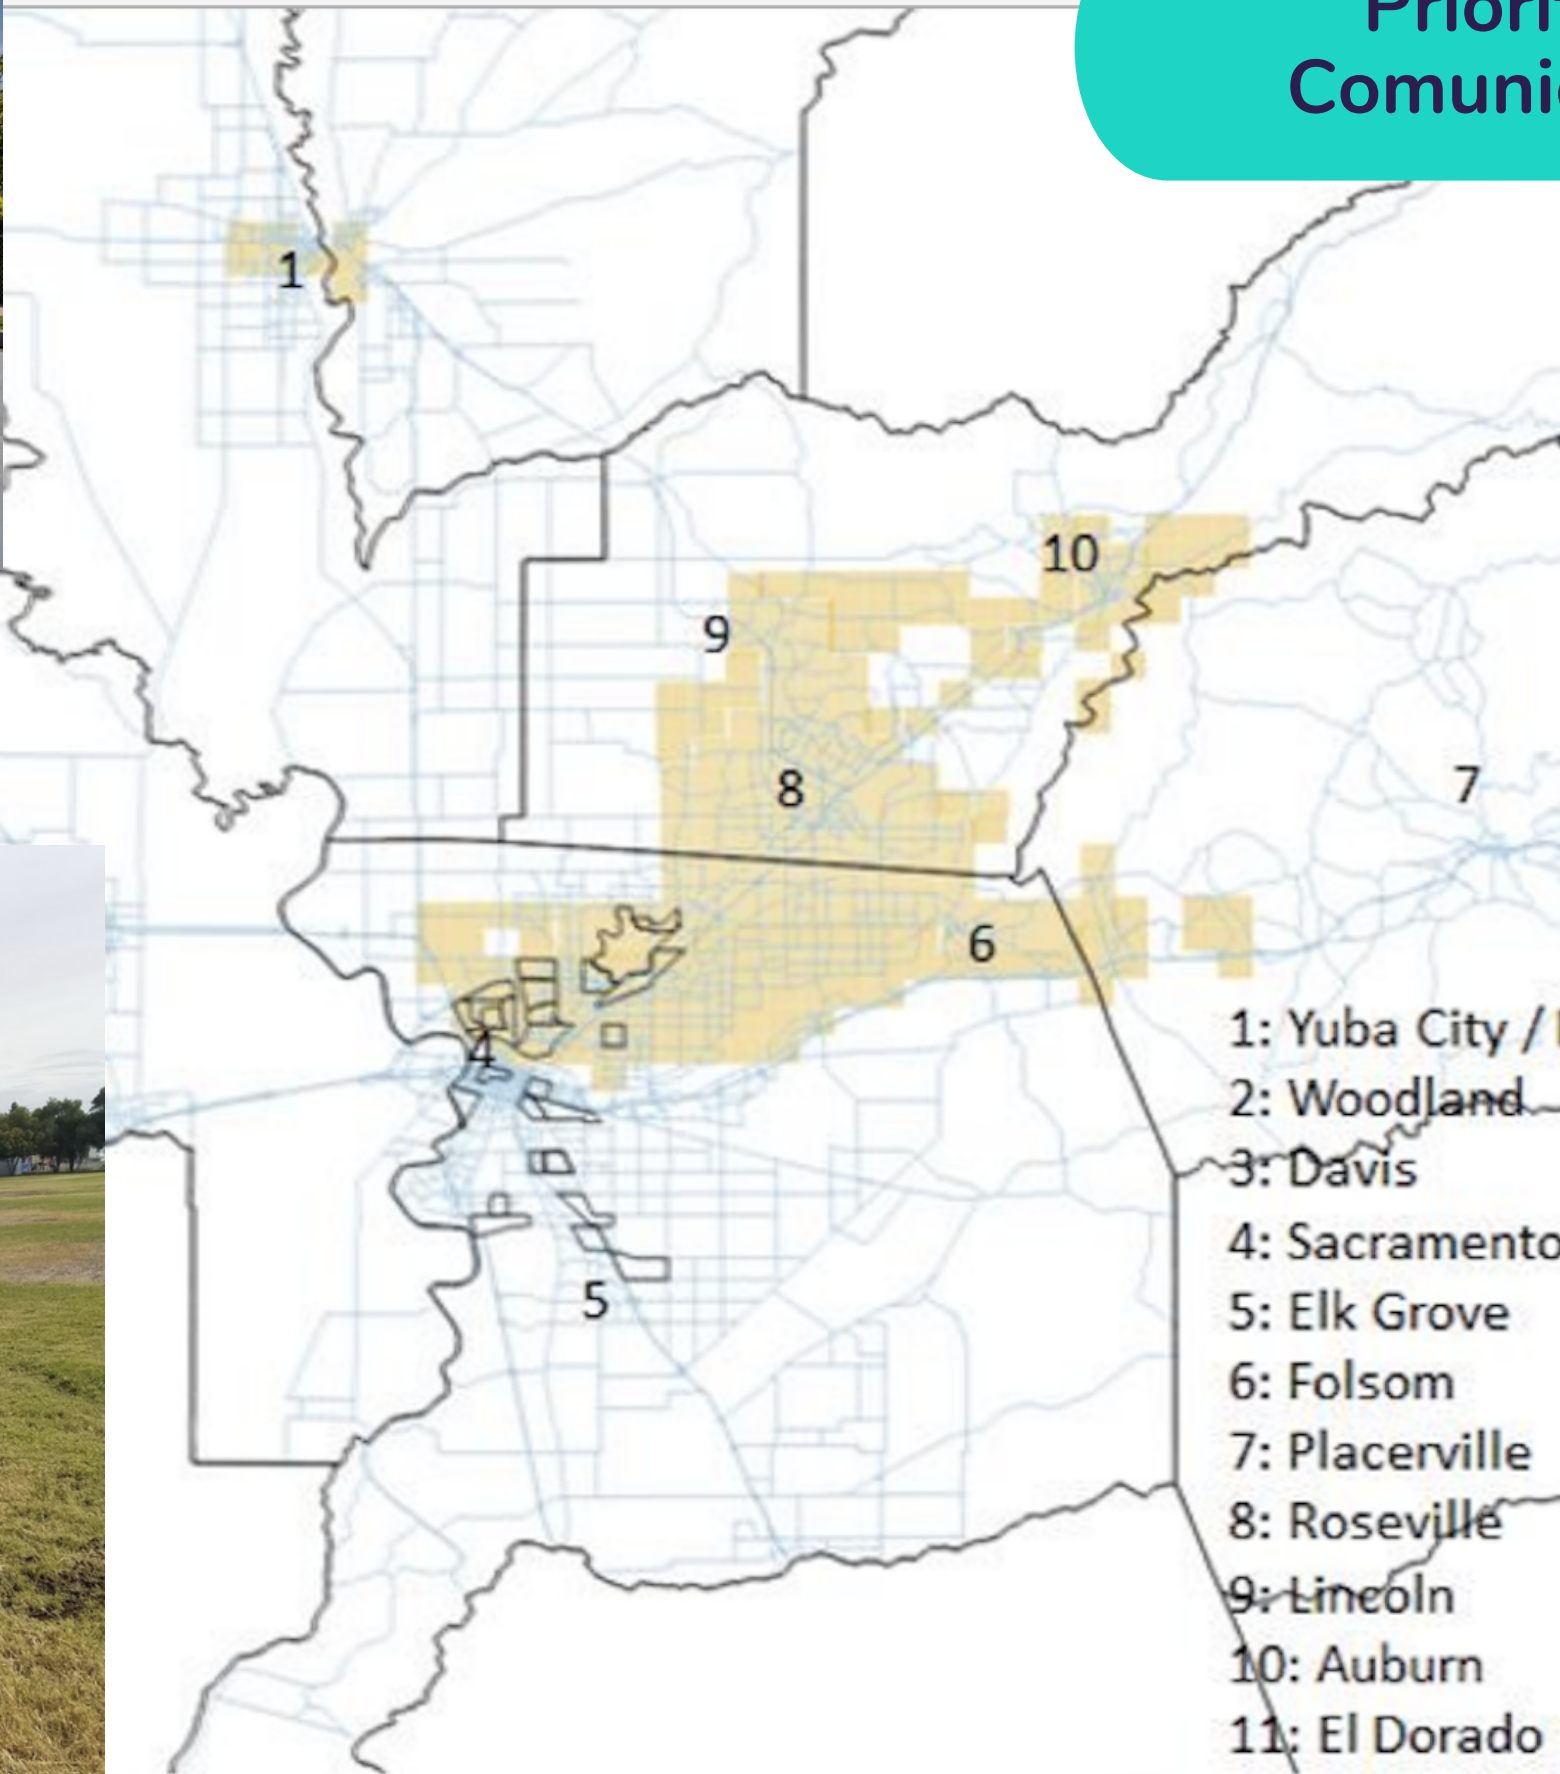 Comuni
1
10
9
8
7
6
4
5
1: Yuba City /
2: Woodland
3: Davis
4: Sacramento
5: Elk Grove
6: Folsom
7: Placerville
8: Roseville
9: Lincoln
10: Auburn
11: El Dorado